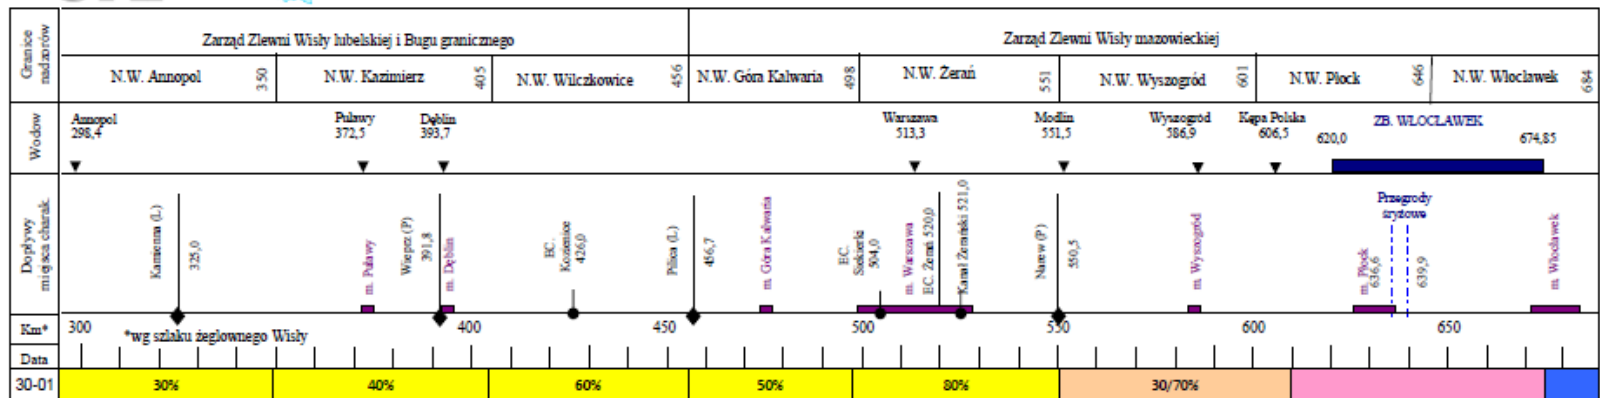 Granice nadzorów
Zarząd Zlewni Wisły lubelskiej i Bugu granicznego
Zarząd Zlewni Wisły mazowieckiej
N.W. Annopol
350
N.W. Kazimierz
405
N.W. Wilczkowice
456
N.W. Góra Kalwaria
498
N.W. Żerań
551
N.W. Wyszogród
601
N.W. Płock
646
N.W. Włocławek
684
Wodow
Annopol
298,4
Puławy
372,5
Dęblin
393,7
Warszawa
513,3
Modlin
551,5
Wyszogród
586,9
Kępa Polska
606,5
ZB. WŁOCŁAWEK
620,0
674,85
Dopływy
miejsca charak.
Kamienna (L)
325,0
m. Puławy
Wieprz (P)
391,8
m. Dęblin
EC.
Kozienice
426,0
Pilica (L)
456,7
m. Góra Kalwaria
EC.
Siekierki
504,0
m. Warszawa
EC. Żerań 520,0
Kanał Żerański 521,0
Narew (P)
550,5
m. Wyszogród
m. Płock
636,6
Przegrody
śryżowe
639,9
m. Włocławek
Km*
300
*wg szlaku żeglownego Wisły
400
450
500
550
600
650
Data
30-01
30%
40%
60%
50%
80%
30/70%